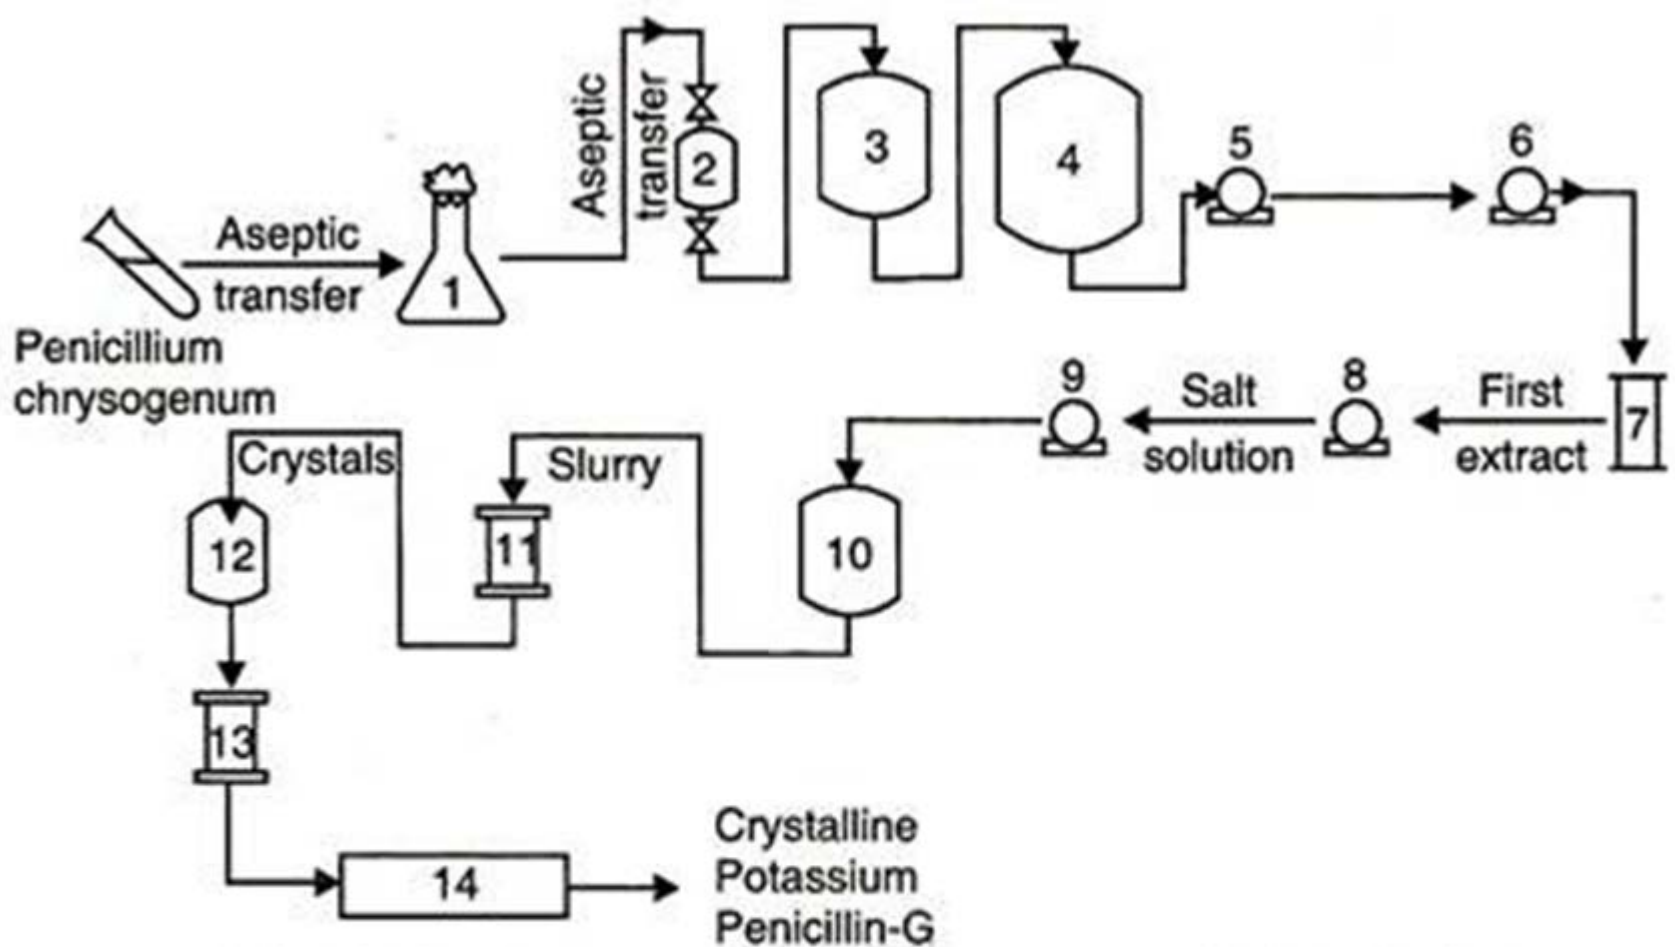 Aseptic
transfer
Penicillium
chrysogenum
1
Aseptic
transfer
2
3
4
5
6
7
First
extract
8
Salt
solution
9
10
Slurry
11
Crystals
12
13
14
Crystalline
Potassium
Penicillin-G